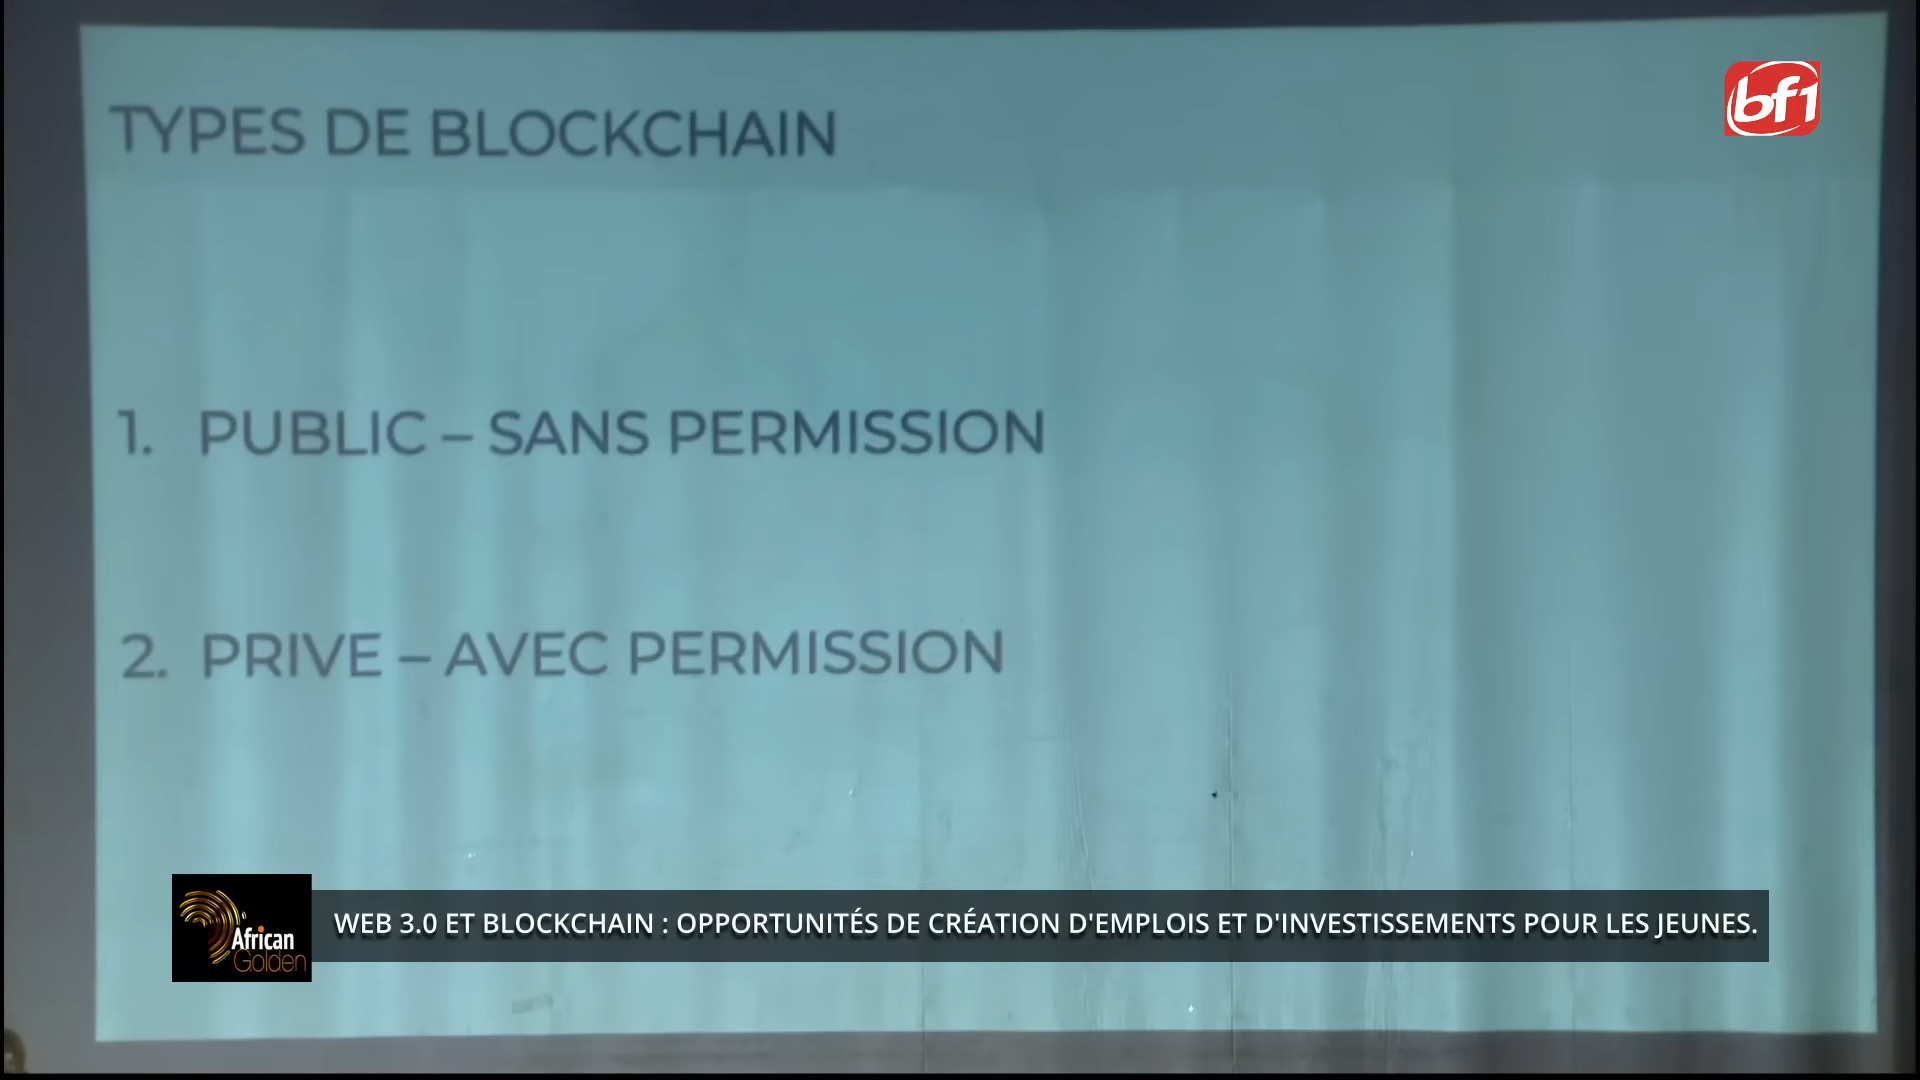 bf1
TYPES DE BLOCKCHAIN
1. PUBLIC – SANS PERMISSION
2. PRIVE – AVEC PERMISSION
African
Golden
WEB 3.0 ET BLOCKCHAIN : OPPORTUNITÉS DE CRÉATION D'EMPLOIS ET D'INVESTISSEMENTS POUR LES JEUNES.